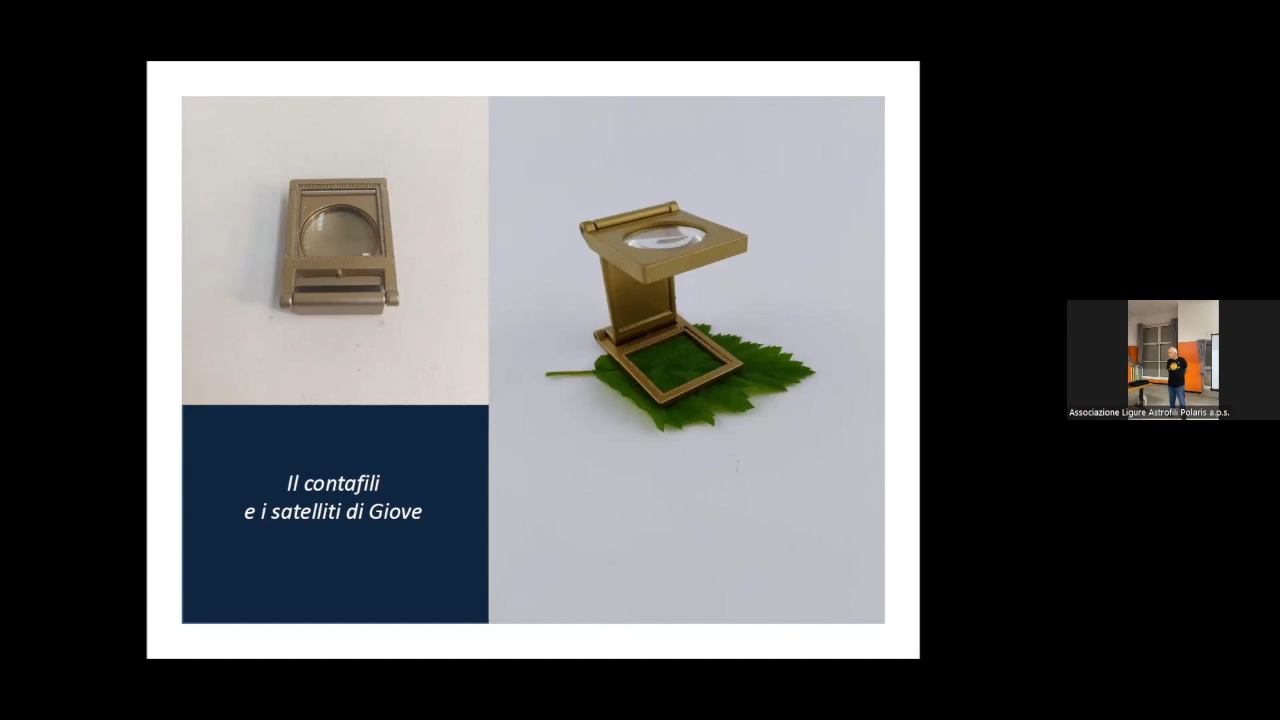 Il contafili
e i satelliti di Giove
Associazione Ligure Astrofili Polaris a.p.s.